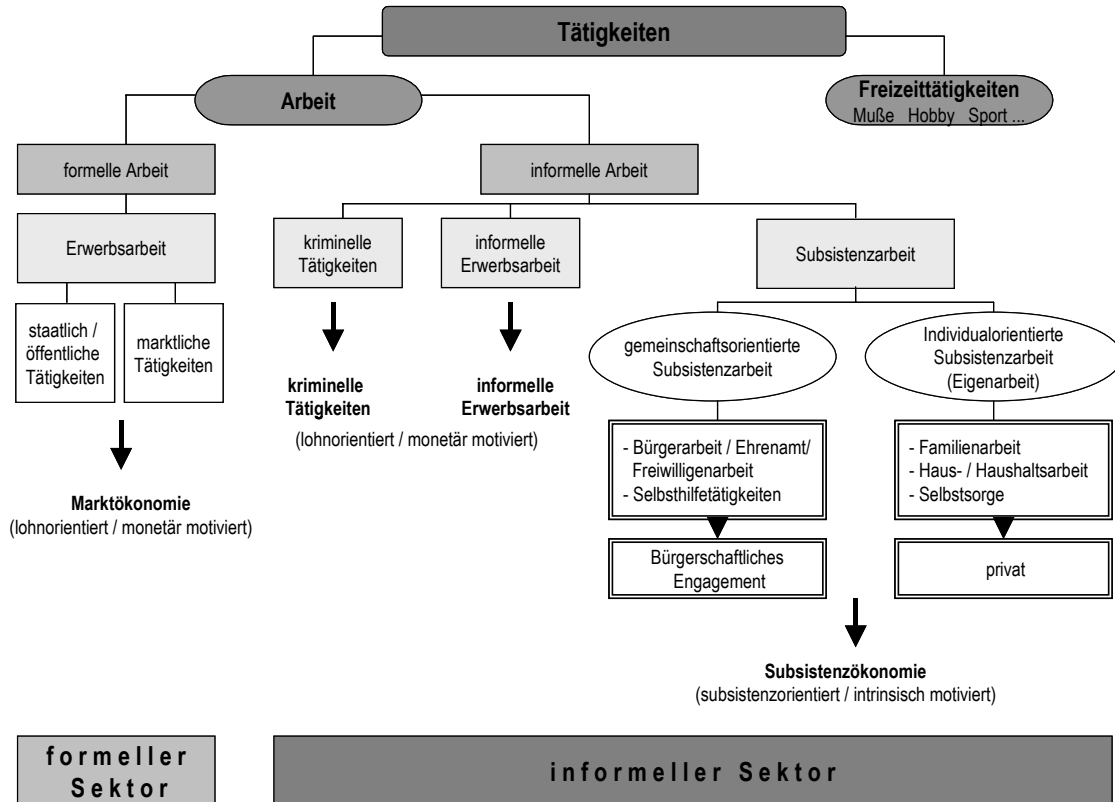 Tätigkeiten
Arbeit
Freizeittätigkeiten
Muße Hobby Sport ...
formelle Arbeit
informelle Arbeit
Erwerbsarbeit
kriminelle
Tätigkeiten
informelle
Erwerbsarbeit
Subsistenzarbeit
staatlich /
öffentliche
Tätigkeiten
marktliche
Tätigkeiten
gemeinschaftsorientierte
Subsistenzarbeit
Individualorientierte
Subsistenzarbeit
(Eigenarbeit)
kriminelle
Tätigkeiten
informelle
Erwerbsarbeit
(lohnorientiert / monetär motiviert)
- Bürgerarbeit / Ehrenamt/
Freiwilligenarbeit
- Selbsthilfetätigkeiten
- Familienarbeit
- Haus- / Haushaltsarbeit
- Selbstsorge
Marktökonomie
(lohnorientiert / monetär motiviert)
Bürgerschaftliches
Engagement
privat
Subsistenzökonomie
(subsistenzorientiert / intrinsisch motiviert)
formeller
Sektor
informeller Sektor